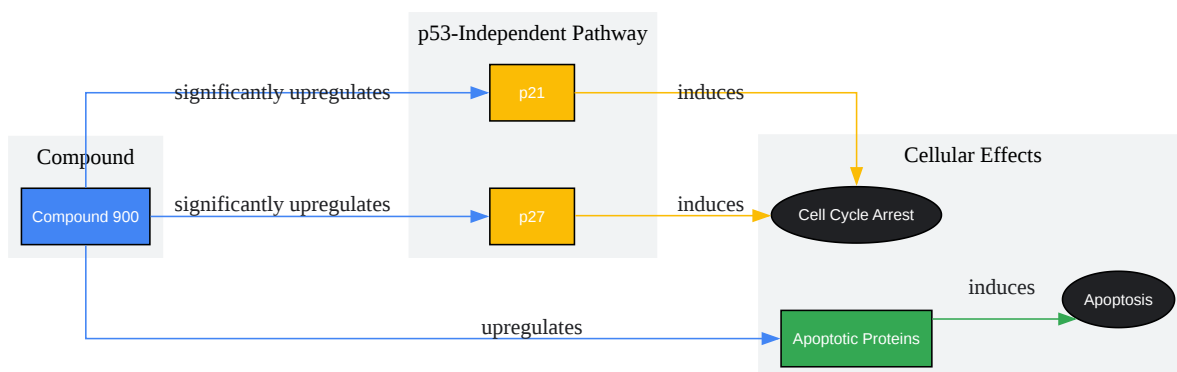 p53-Independent Pathway
significantly upregulates
p21
induces
Compound
Cellular Effects
Compound 900
significantly upregulates
p27
induces
Cell Cycle Arrest
induces
Apoptosis
upregulates
Apoptotic Proteins